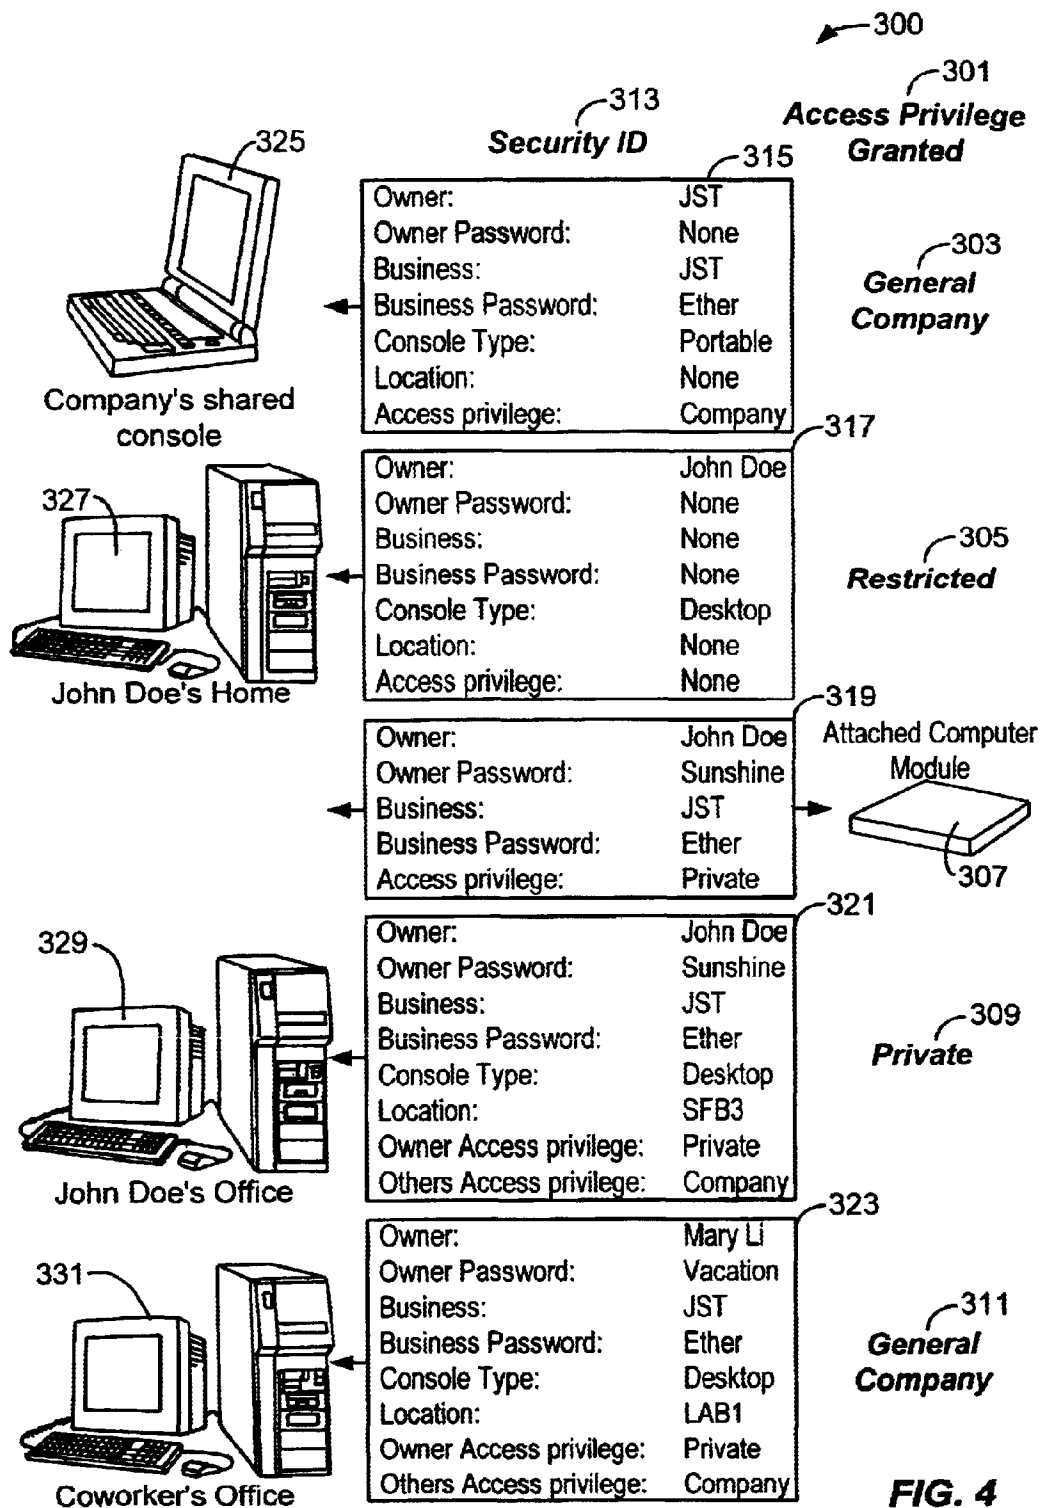 300
301
Access Privilege
Granted
313
Security ID
325
315
Owner: JST
Owner Password: None
Business: JST
Business Password: Ether
Console Type: Portable
Location: None
Access privilege: Company
303
General
Company
Company's shared
console
317
Owner: John Doe
Owner Password: None
Business: None
Business Password: None
Console Type: Desktop
Location: None
Access privilege: None
327
305
Restricted
John Doe's Home
319
Owner: John Doe
Owner Password: Sunshine
Business: JST
Business Password: Ether
Access privilege: Private
Attached Computer
Module
307
321
Owner: John Doe
Owner Password: Sunshine
Business: JST
Business Password: Ether
Console Type: Desktop
Location: SFB3
Owner Access privilege: Private
Others Access privilege: Company
329
309
Private
John Doe's Office
323
Owner: Mary Li
Owner Password: Vacation
Business: JST
Business Password: Ether
Console Type: Desktop
Location: LAB1
Owner Access privilege: Private
Others Access privilege: Company
331
311
General
Company
Coworker's Office
FIG. 4